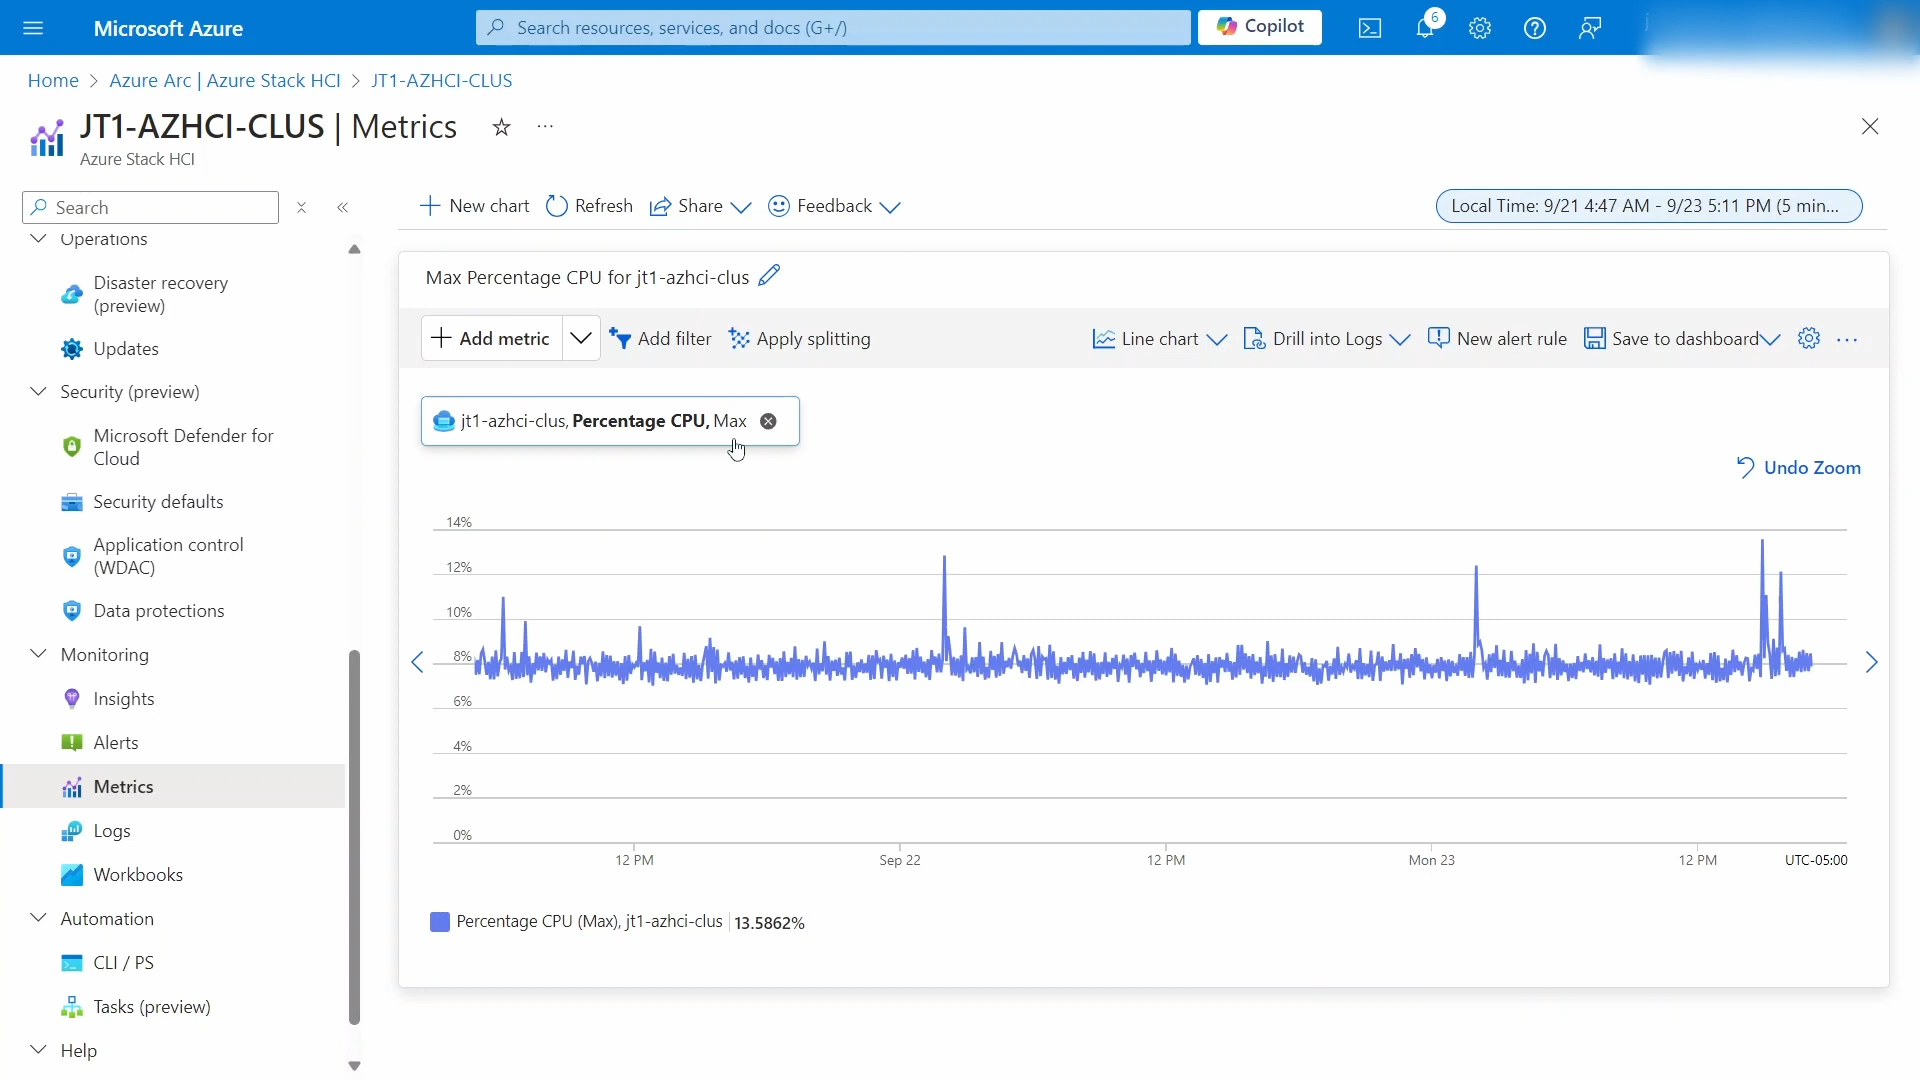 Microsoft Azure
Search resources, services, and docs (G+/)
Copilot
6
Home > Azure Arc | Azure Stack HCI > JT1-AZHCI-CLUS
JT1-AZHCI-CLUS | Metrics
Azure Stack HCI
Search
Operations
Disaster recovery
(preview)
Updates
Security (preview)
Microsoft Defender for
Cloud
Security defaults
Application control
(WDAC)
Data protections
Monitoring
Insights
Alerts
Metrics
Logs
Workbooks
Automation
CLI / PS
Tasks (preview)
Help
New chart
Refresh
Share
Feedback
Local Time: 9/21 4:47 AM - 9/23 5:11 PM (5 min...
Max Percentage CPU for jt1-azhci-clus
Add metric
Add filter
Apply splitting
Line chart
Drill into Logs
New alert rule
Save to dashboard
jt1-azhci-clus, Percentage CPU, Max
Undo Zoom
14%
12%
10%
8%
6%
4%
2%
0%
12 PM
Sep 22
12 PM
Mon 23
12 PM
UTC-05:00
Percentage CPU (Max), jt1-azhci-clus | 13.5862%